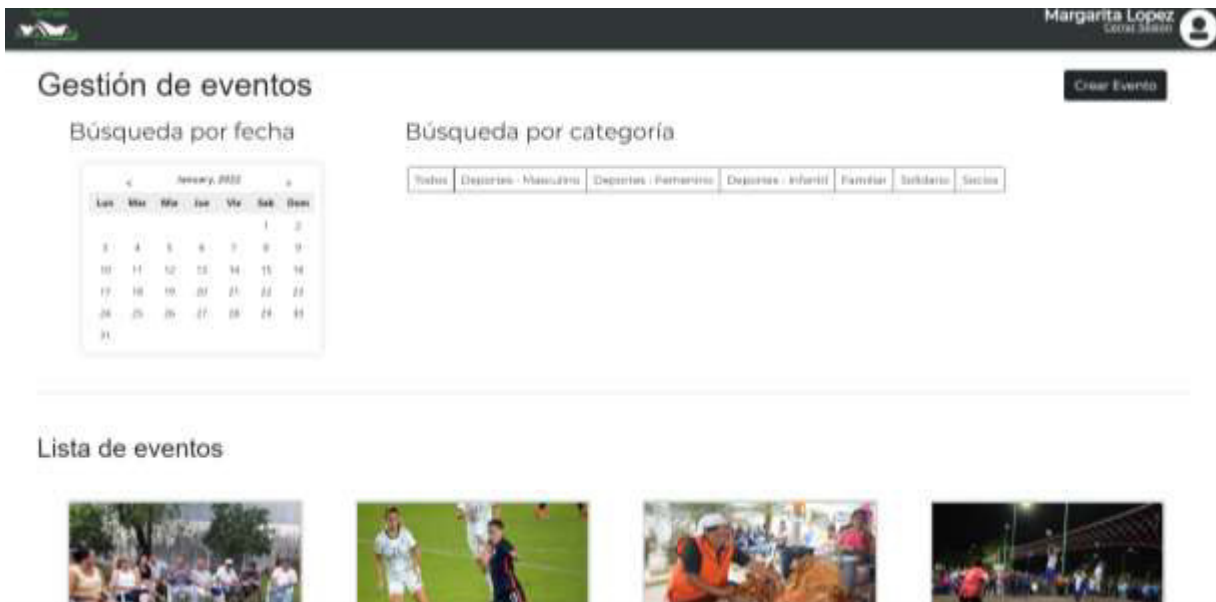 Margarita Lopez
Cerrar Sesión
Gestión de eventos
Crear Evento
Búsqueda por fecha
Búsqueda por categoría
January, 2022
Todos Deportes - Masculino Deportes - Femenino Deportes - Infantil Familiar Solidario Socios
Lun Mar Mie Jue Vie Sab Dom
1 2
3 4 5 6 7 8 9
10 11 12 13 14 15 16
17 18 19 20 21 22 23
24 25 26 27 28 29 30
31
Lista de eventos